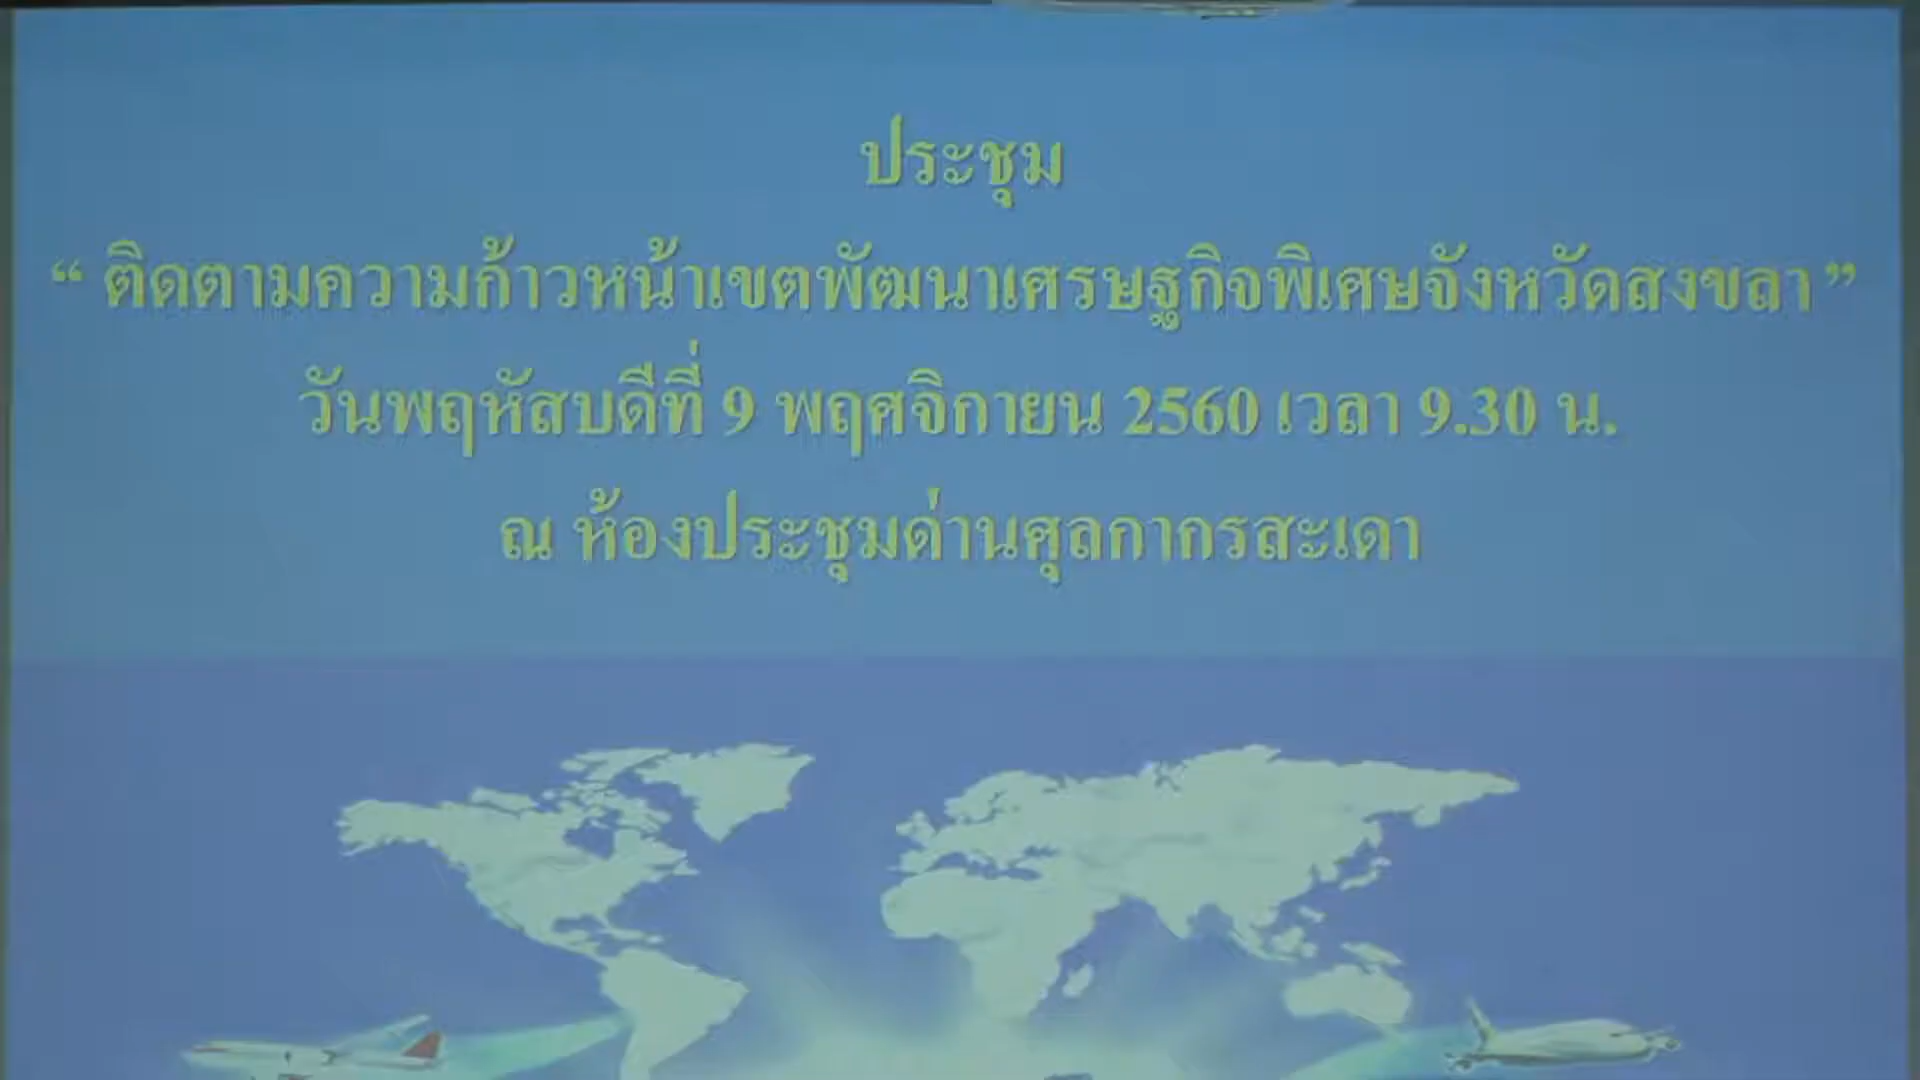 ประชุม
“ ติดตามความก้าวหน้าเขตพัฒนาเศรษฐกิจพิเศษจังหวัดสงขลา ”
วันพฤหัสบดีที่ 9 พฤศจิกายน 2560 เวลา 9.30 น.
ณ ห้องประชุมด่านศุลกากรสะเดา